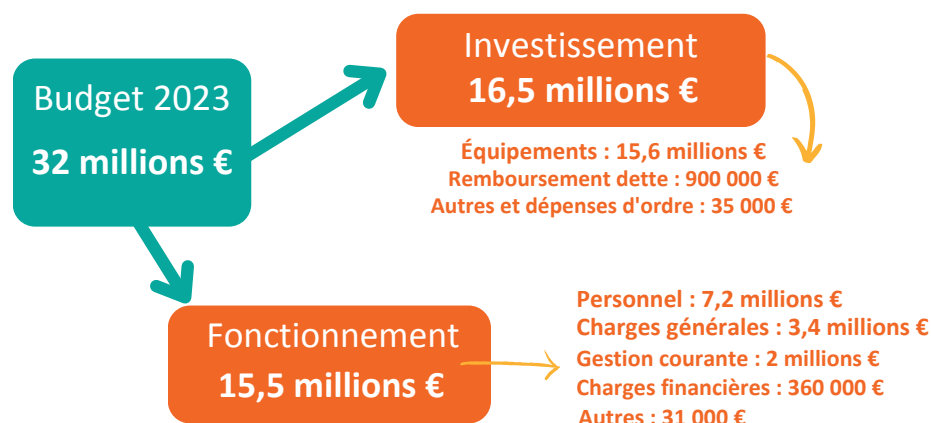 Budget 2023
32 millions €
Investissement
16,5 millions €
Équipements : 15,6 millions €
Remboursement dette : 900 000 €
Autres et dépenses d'ordre : 35 000 €
Fonctionnement
15,5 millions €
Personnel : 7,2 millions €
Charges générales : 3,4 millions €
Gestion courante : 2 millions €
Charges financières : 360 000 €
Autres : 31 000 €